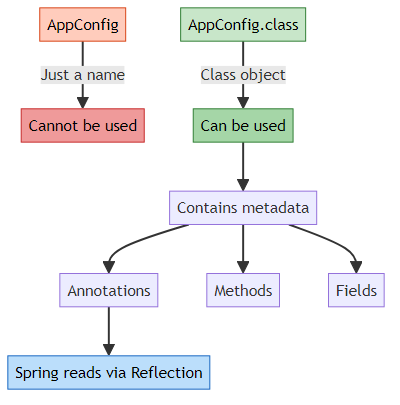 AppConfig
AppConfig.class
Just a name
Class object
Cannot be used
Can be used
Contains metadata
Annotations
Methods
Fields
Spring reads via Reflection